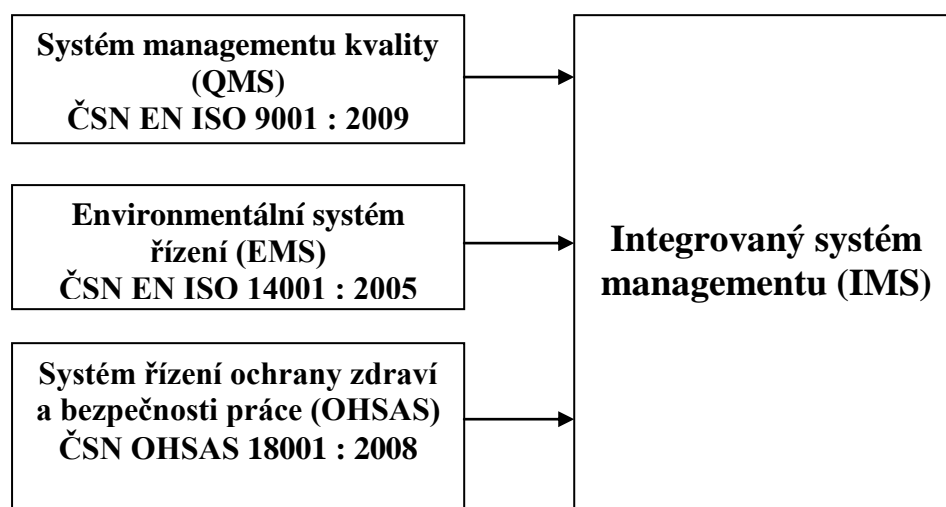 Systém managementu kvality
(QMS)
ČSN EN ISO 9001 : 2009
Environmentální systém
řízení (EMS)
ČSN EN ISO 14001 : 2005
Systém řízení ochrany zdraví
a bezpečnosti práce (OHSAS)
ČSN OHSAS 18001 : 2008
Integrovaný systém
managementu (IMS)